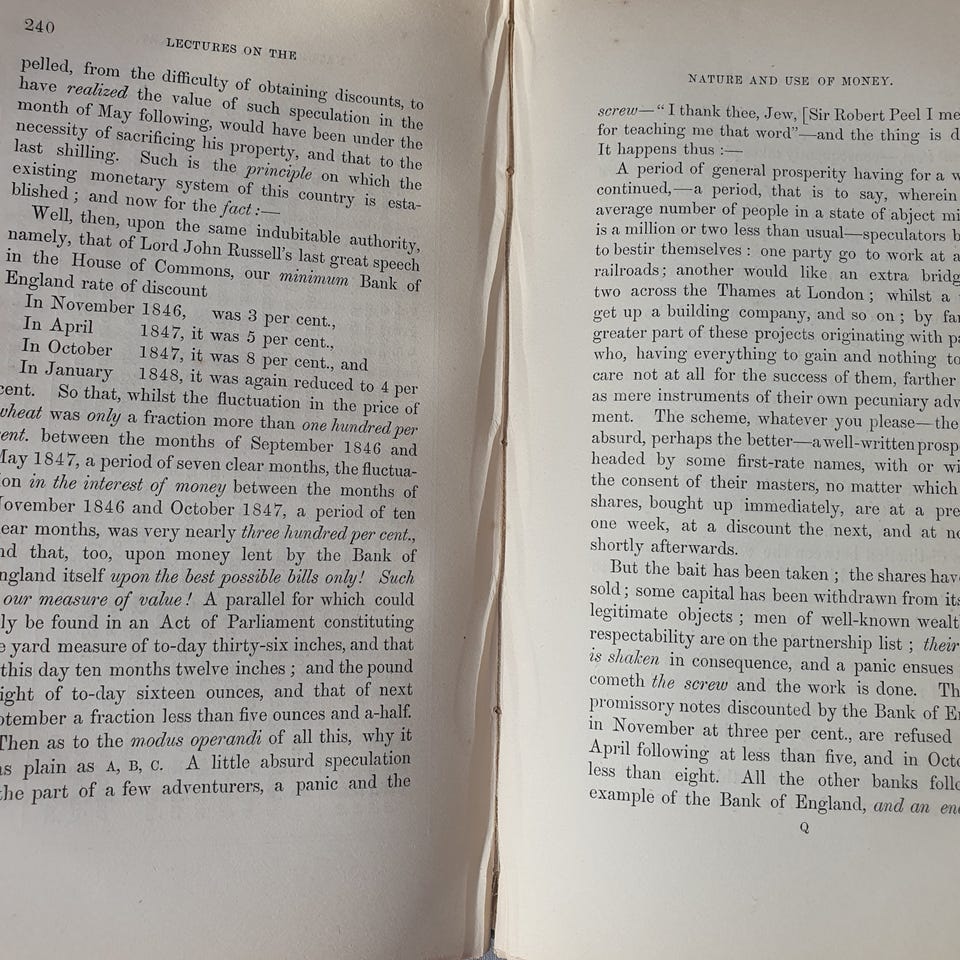 240
LECTURES ON THE
pelled, from the difficulty of obtaining discounts, to
have realized the value of such speculation in the
month of May following, would have been under the
necessity of sacrificing his property, and that to the
last shilling. Such is the principle on which the
existing monetary system of this country is esta-
blished; and now for the fact:—
Well, then, upon the same indubitable authority,
namely, that of Lord John Russell's last great speech
in the House of Commons, our minimum Bank of
England rate of discount
In November 1846, was 3 per cent.,
In April 1847, it was 5 per cent.,
In October 1847, it was 8 per cent., and
In January 1848, it was again reduced to 4 per
cent. So that, whilst the fluctuation in the price of
wheat was only a fraction more than one hundred per
cent. between the months of September 1846 and
May 1847, a period of seven clear months, the fluctua-
ion in the interest of money between the months of
November 1846 and October 1847, a period of ten
lear months, was very nearly three hundred per cent.,
nd that, too, upon money lent by the Bank of
ngland itself upon the best possible bills only! Such
our measure of value! A parallel for which could
ly be found in an Act of Parliament constituting
e yard measure of to-day thirty-six inches, and that
this day ten months twelve inches; and the pound
ight of to-day sixteen ounces, and that of next
ptember a fraction less than five ounces and a-half.
Then as to the modus operandi of all this, why it
as plain as A, B, C. A little absurd speculation
the part of a few adventurers, a panic and the
NATURE AND USE OF MONEY.
screw—"I thank thee, Jew, [Sir Robert Peel I me
for teaching me that word"—and the thing is d
It happens thus:—
A period of general prosperity having for a w
continued,—a period, that is to say, wherein
average number of people in a state of abject mi
is a million or two less than usual—speculators b
to bestir themselves: one party go to work at a
railroads; another would like an extra bridg
two across the Thames at London; whilst a
get up a building company, and so on; by fa
greater part of these projects originating with pa
who, having everything to gain and nothing to
care not at all for the success of them, farther
as mere instruments of their own pecuniary adv
ment. The scheme, whatever you please—the
absurd, perhaps the better—a well-written prosp
headed by some first-rate names, with or wi
the consent of their masters, no matter which
shares, bought up immediately, are at a pre
one week, at a discount the next, and at no
shortly afterwards.
But the bait has been taken; the shares hav
sold; some capital has been withdrawn from its
legitimate objects; men of well-known wealt
respectability are on the partnership list; their
is shaken in consequence, and a panic ensues
cometh the screw and the work is done. Th
promissory notes discounted by the Bank of E
in November at three per cent., are refused
April following at less than five, and in Octo
less than eight. All the other banks follo
example of the Bank of England, and an en
Q